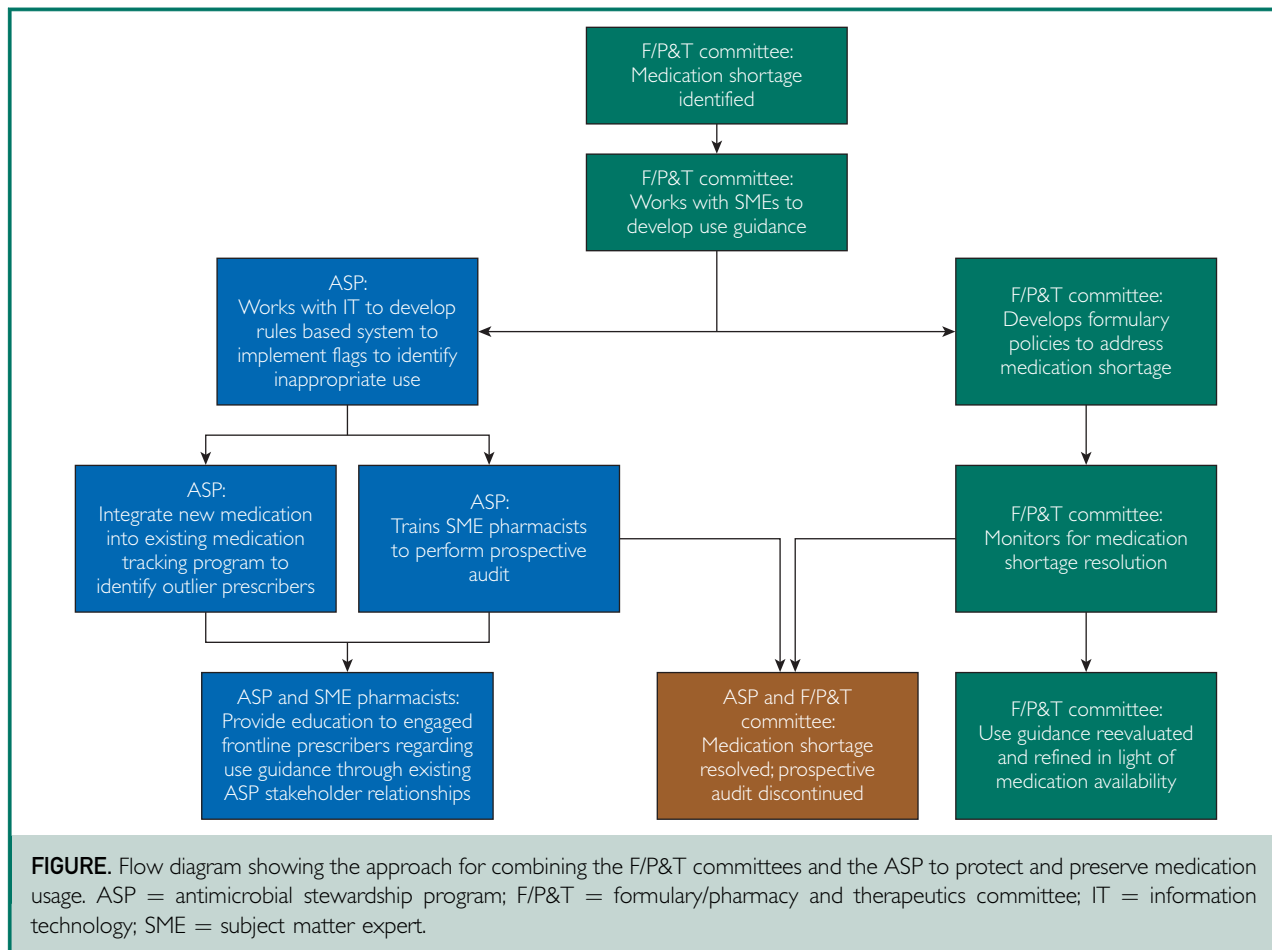 F/P&T committee:
Medication shortage
identified
F/P&T committee:
Works with SMEs to
develop use guidance
ASP:
Works with IT to develop
rules based system to
implement flags to identify
inappropriate use
F/P&T committee:
Develops formulary
policies to address
medication shortage
ASP:
Integrate new medication
into existing medication
tracking program to
identify outlier prescribers
ASP:
Trains SME pharmacists
to perform prospective
audit
F/P&T committee:
Monitors for medication
shortage resolution
ASP and SME pharmacists:
Provide education to engaged
frontline prescribers regarding
use guidance through existing
ASP stakeholder relationships
ASP and F/P&T
committee:
Medication shortage
resolved; prospective
audit discontinued
F/P&T committee:
Use guidance reevaluated
and refined in light of
medication availability
FIGURE. Flow diagram showing the approach for combining the F/P&T committees and the ASP to protect and preserve medication
usage. ASP = antimicrobial stewardship program; F/P&T = formulary/pharmacy and therapeutics committee; IT = information
technology; SME = subject matter expert.